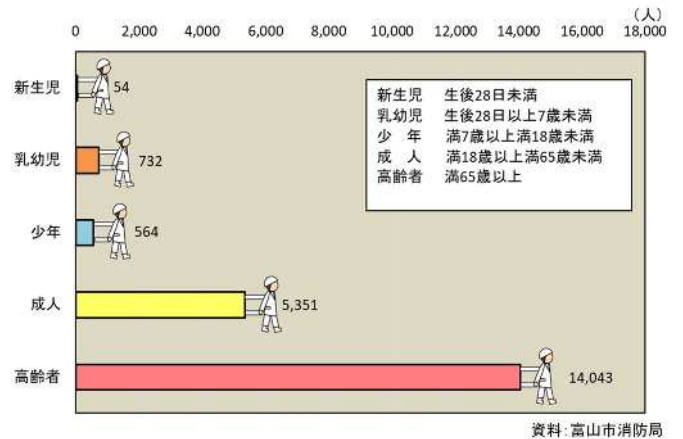 （人）
0 2,000 4,000 6,000 8,000 10,000 12,000 14,000 16,000 18,000
新生児 54
乳幼児 732
少年 564
成人 5,351
高齢者 14,043
新生児 生後28日未満
乳幼児 生後28日以上7歳未満
少 年 満7歳以上満18歳未満
成 人 満18歳以上満65歳未満
高齢者 満65歳以上
資料：富山市消防局